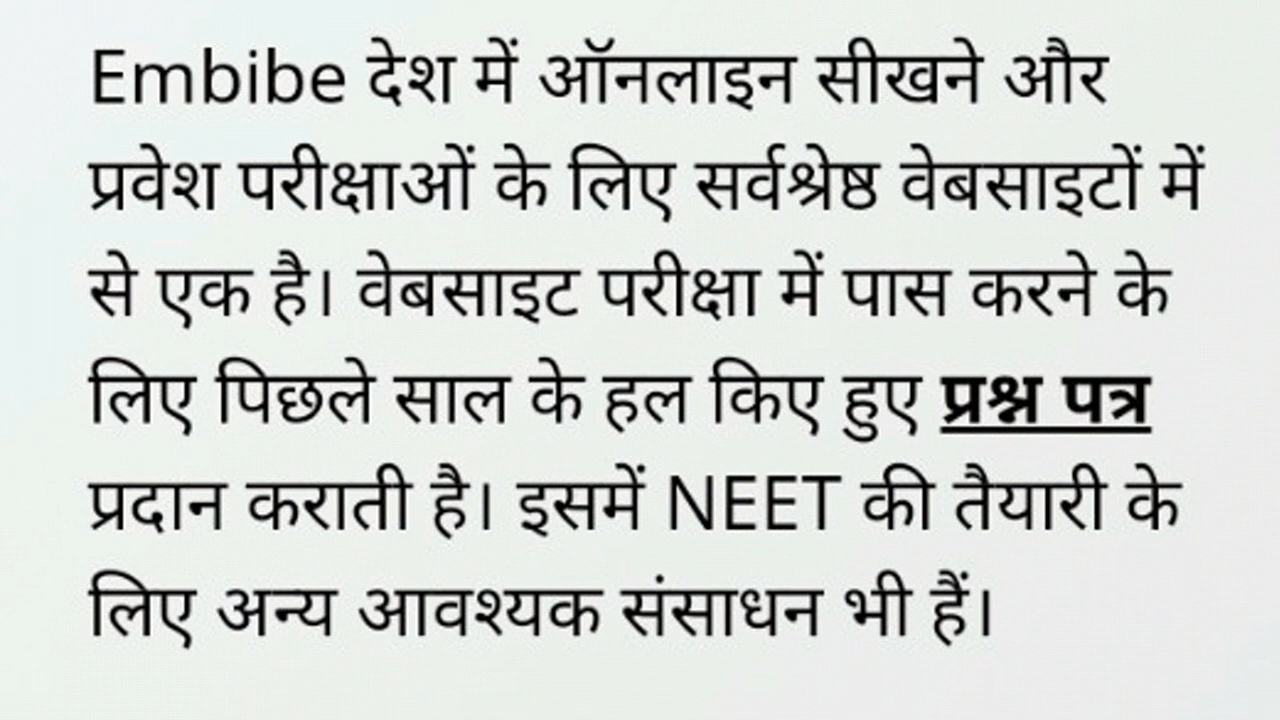 Embibe देश में ऑनलाइन सीखने और
प्रवेश परीक्षाओं के लिए सर्वश्रेष्ठ वेबसाइटों में
से एक है। वेबसाइट परीक्षा में पास करने के
लिए पिछले साल के हल किए हुए प्रश्न पत्र
प्रदान कराती है। इसमें NEET की तैयारी के
लिए अन्य आवश्यक संसाधन भी हैं।